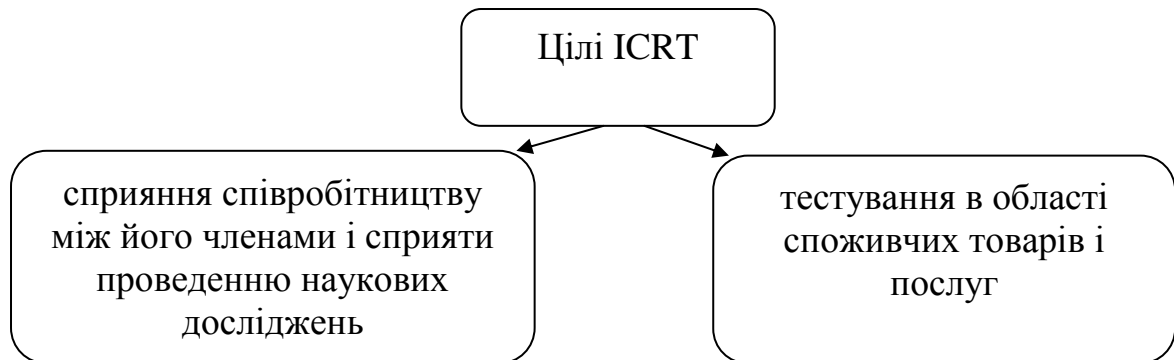 Цілі ICRT
сприяння співробітництву
між його членами і сприяти
проведенню наукових
досліджень
тестування в області
споживчих товарів і
послуг